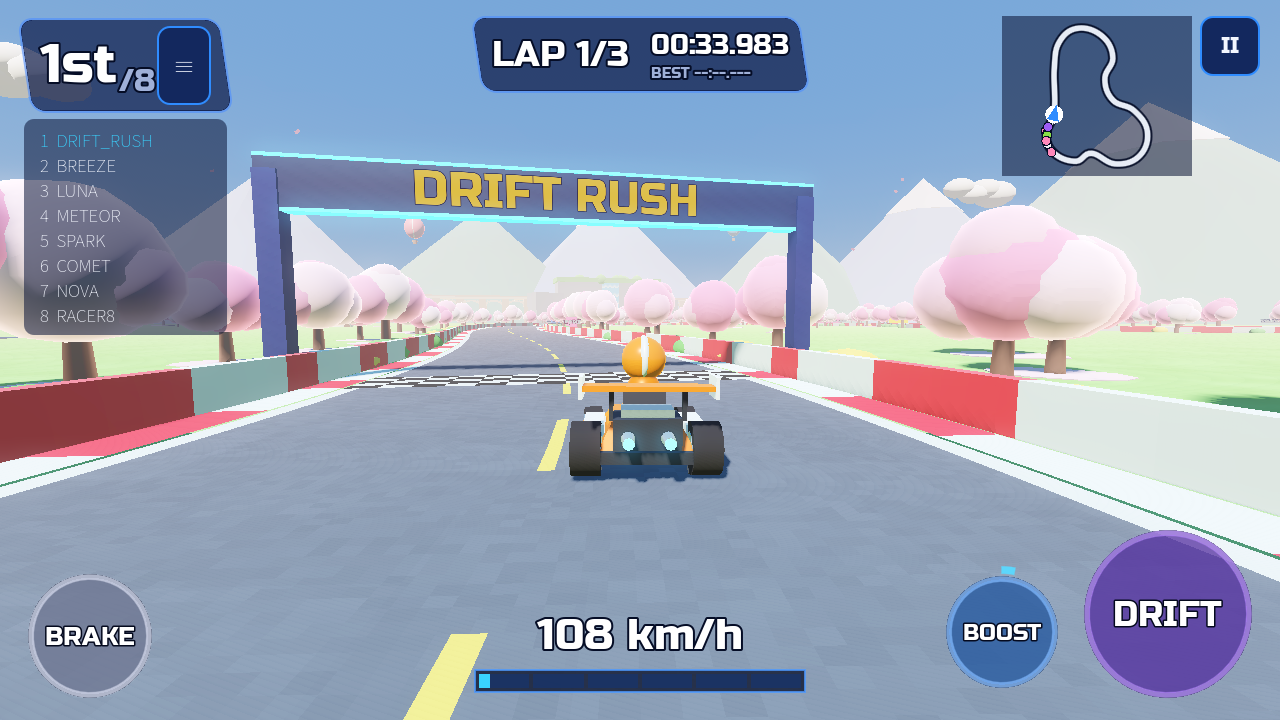 1st/8
LAP 1/3
00:33.983
BEST --:--.---
II
1 DRIFT_RUSH
2 BREEZE
3 LUNA
4 METEOR
5 SPARK
6 COMET
7 NOVA
8 RACER8
DRIFT RUSH
BRAKE
108 km/h
BOOST
DRIFT